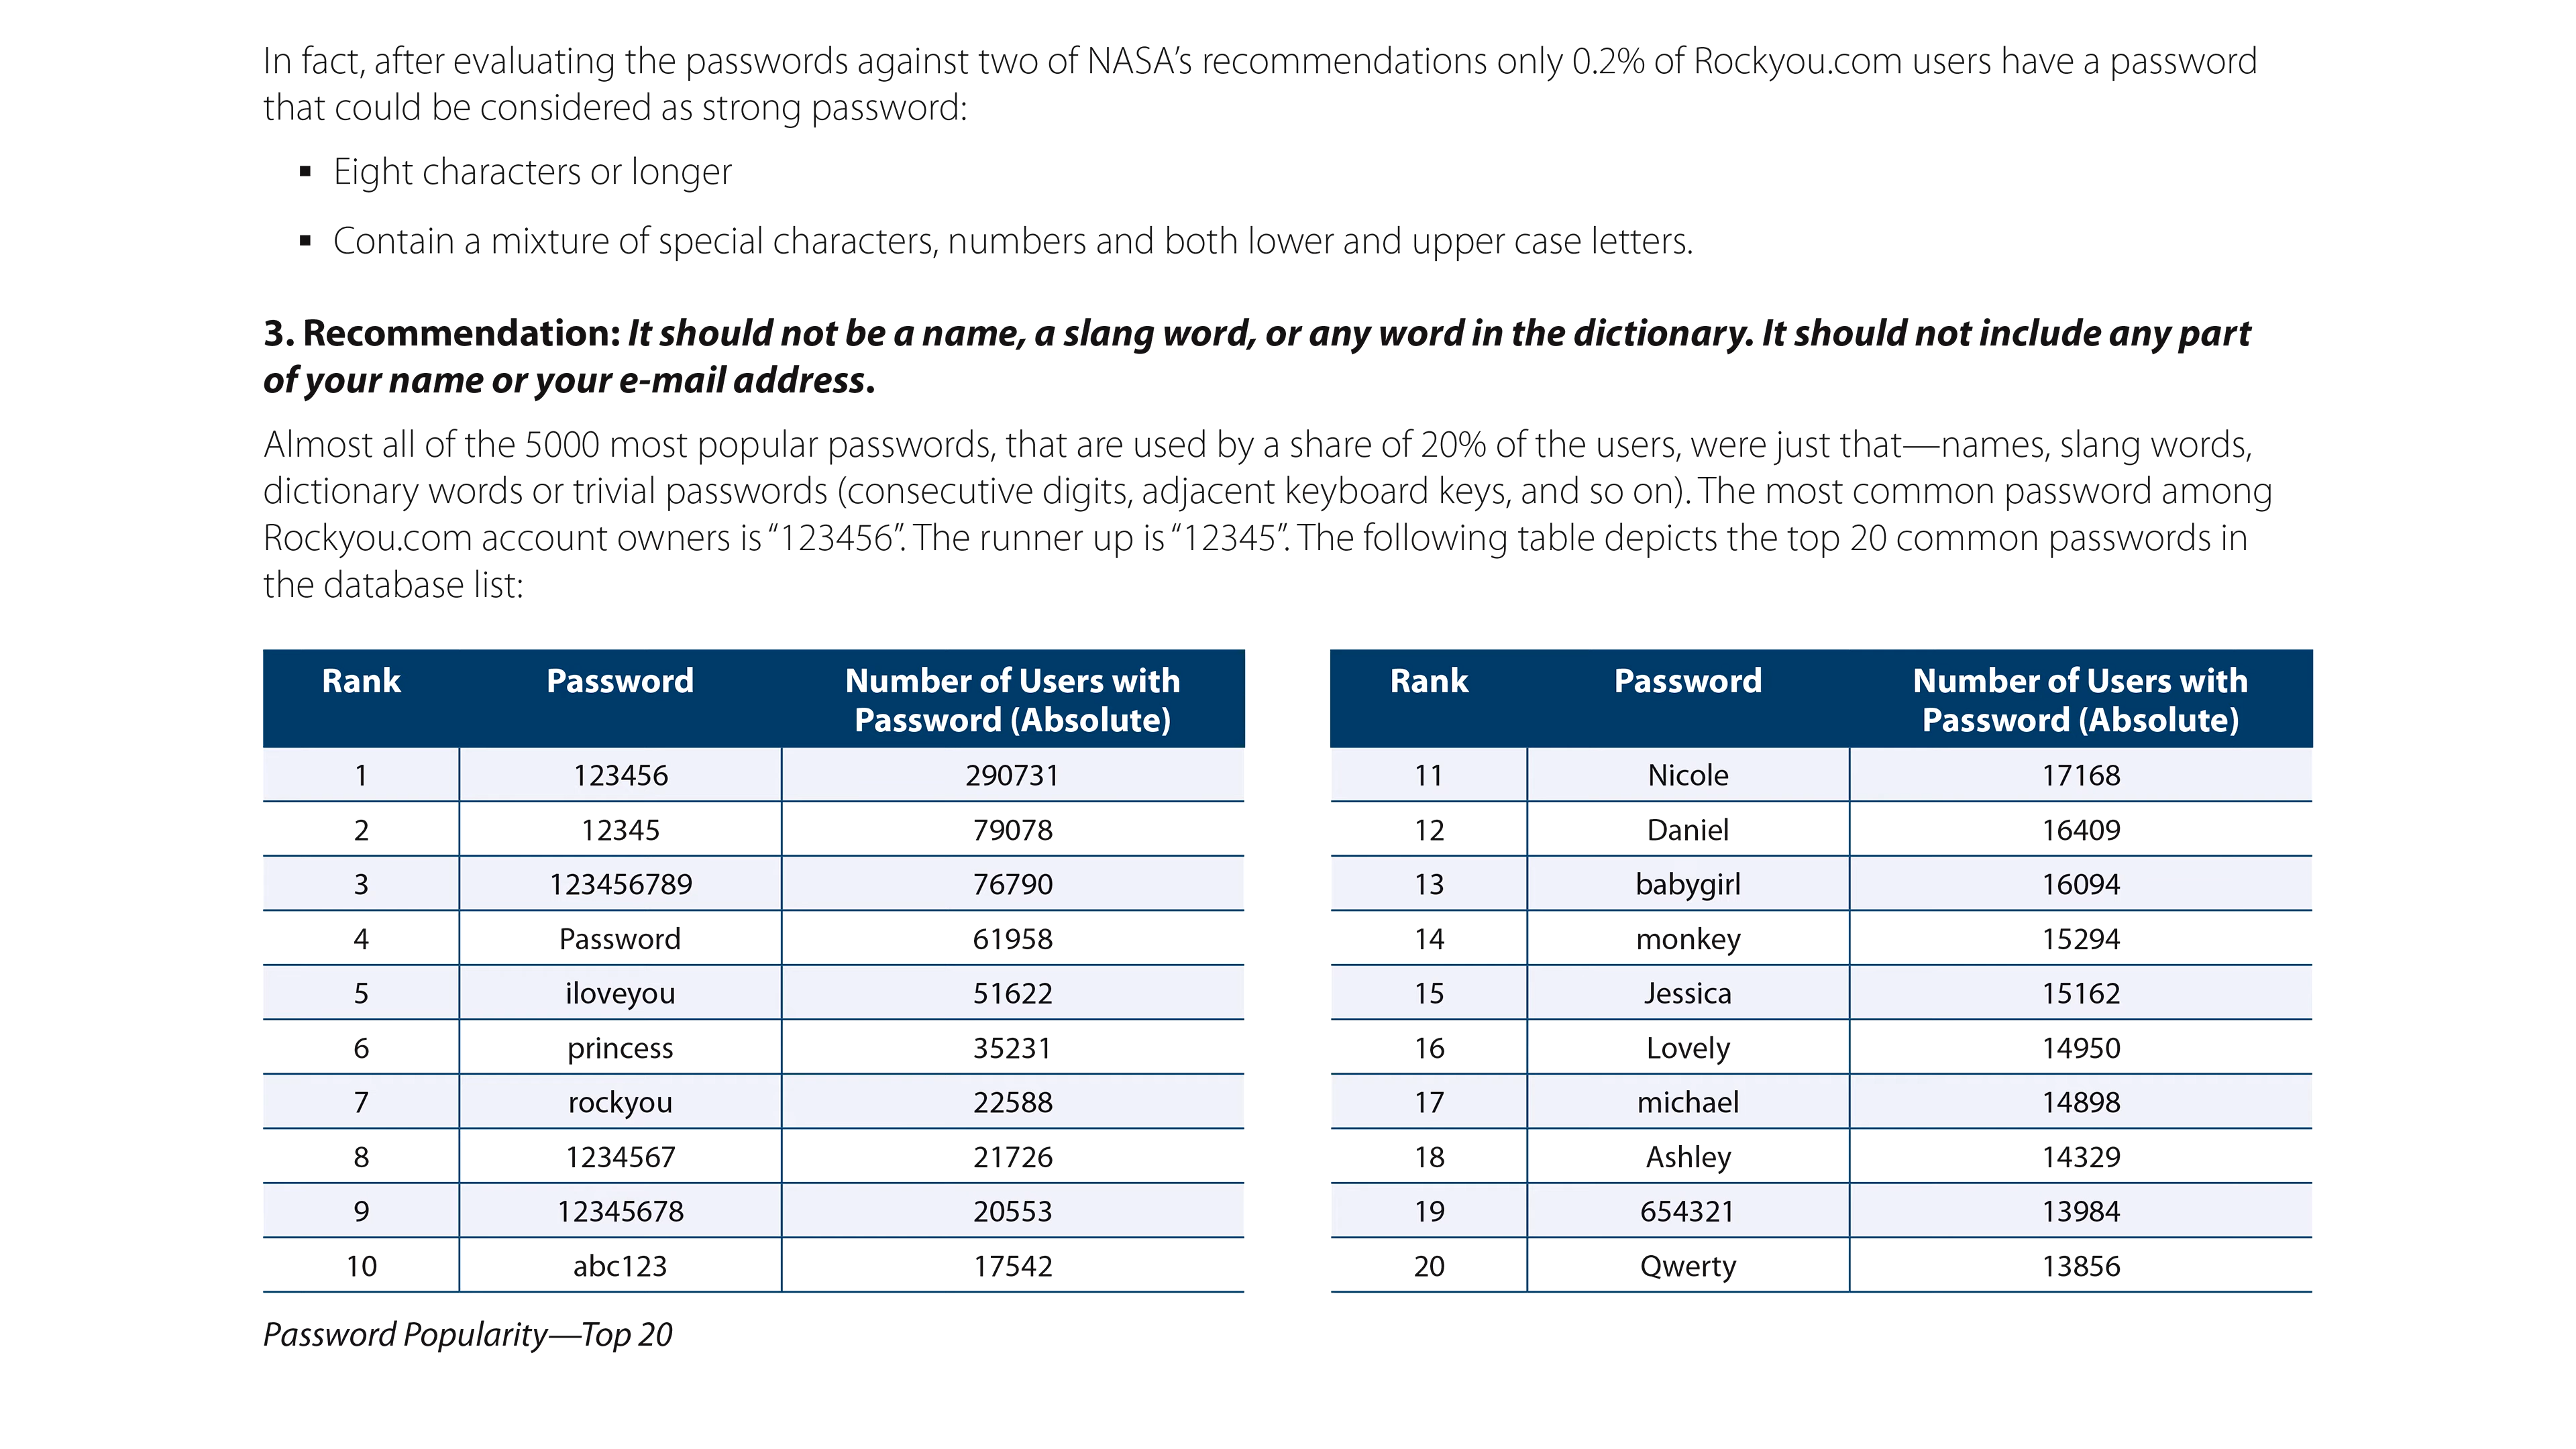 In fact, after evaluating the passwords against two of NASA’s recommendations only 0.2% of Rockyou.com users have a password
that could be considered as strong password:
▪ Eight characters or longer
▪ Contain a mixture of special characters, numbers and both lower and upper case letters.
3. Recommendation: It should not be a name, a slang word, or any word in the dictionary. It should not include any part
of your name or your e-mail address.
Almost all of the 5000 most popular passwords, that are used by a share of 20% of the users, were just that—names, slang words,
dictionary words or trivial passwords (consecutive digits, adjacent keyboard keys, and so on). The most common password among
Rockyou.com account owners is “123456”. The runner up is “12345”. The following table depicts the top 20 common passwords in
the database list:
Rank Password Number of Users with
Password (Absolute)
1 123456 290731
2 12345 79078
3 123456789 76790
4 Password 61958
5 iloveyou 51622
6 princess 35231
7 rockyou 22588
8 1234567 21726
9 12345678 20553
10 abc123 17542
Rank Password Number of Users with
Password (Absolute)
11 Nicole 17168
12 Daniel 16409
13 babygirl 16094
14 monkey 15294
15 Jessica 15162
16 Lovely 14950
17 michael 14898
18 Ashley 14329
19 654321 13984
20 Qwerty 13856
Password Popularity—Top 20